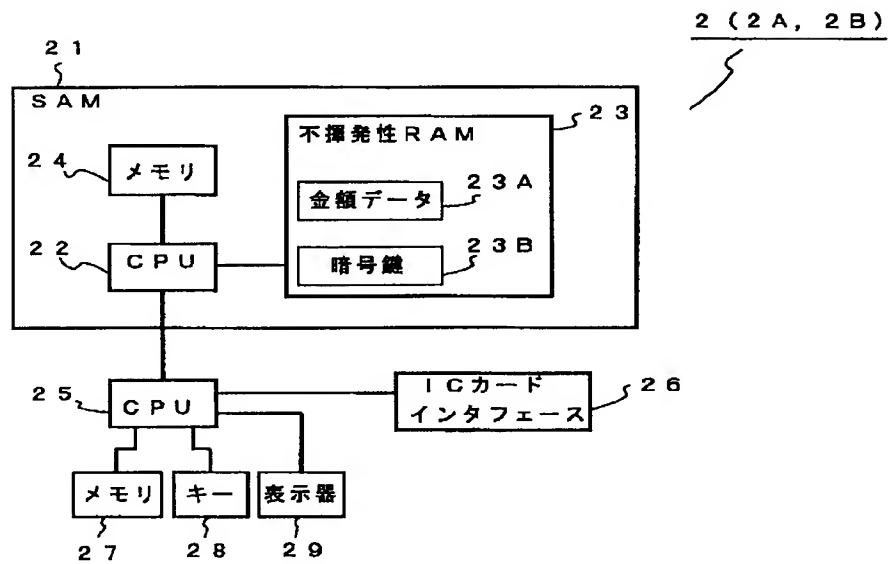 2 (2A, 2B)
21
SAM
23
不揮発性RAM
24
メモリ
23A
金額データ
22
CPU
23B
暗号鍵
25
CPU
ICカード
インタフェース
26
メモリ
キー
表示器
27
28
29